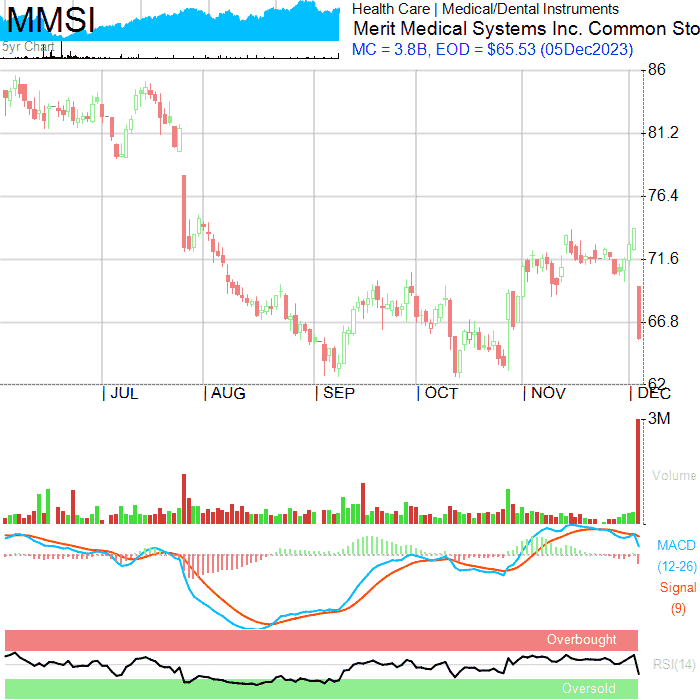 MMSI
5yr Chart
Health Care | Medical/Dental Instruments
Merit Medical Systems Inc. Common Sto
MC = 3.8B, EOD = $65.53 (05Dec2023)
86
81.2
76.4
71.6
66.8
62
JUL AUG SEP OCT NOV DEC
3M
Volume
MACD
(12-26)
Signal
(9)
Overbought
RSI(14)
Oversold